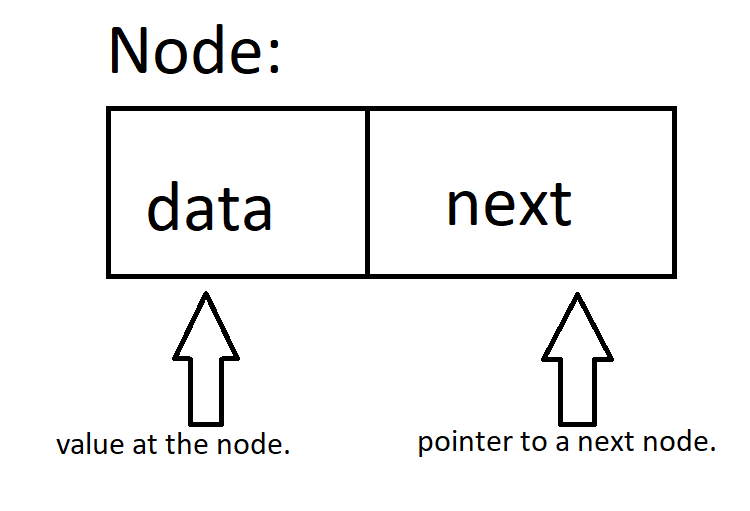 Node:
data next
value at the node. pointer to a next node.